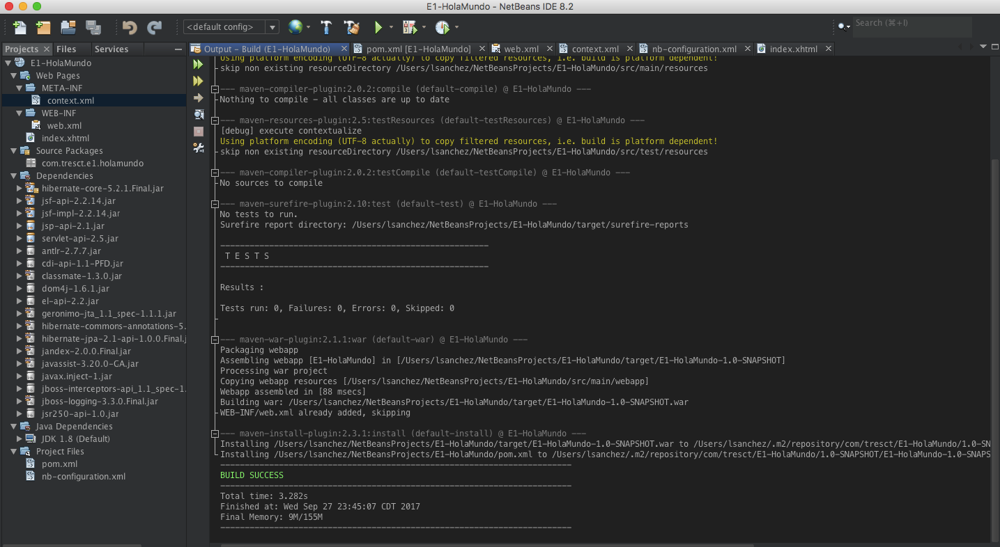 E1-HolaMundo - NetBeans IDE 8.2
<default config>
Search (⌘+I)
Projects
Files
Services
E1-HolaMundo
Web Pages
META-INF
context.xml
WEB-INF
web.xml
index.xhtml
Source Packages
com.tresct.e1.holamundo
Dependencies
hibernate-core-5.2.1.Final.jar
jsf-api-2.2.14.jar
jsf-impl-2.2.14.jar
jsp-api-2.1.jar
servlet-api-2.5.jar
antlr-2.7.7.jar
cdi-api-1.1-PFD.jar
classmate-1.3.0.jar
dom4j-1.6.1.jar
el-api-2.2.jar
geronimo-jta_1.1_spec-1.1.1.jar
hibernate-commons-annotations-5.
hibernate-jpa-2.1-api-1.0.0.Final.j
jandex-2.0.0.Final.jar
javassist-3.20.0-GA.jar
javax.inject-1.jar
jboss-interceptors-api_1.1_spec-1.
jboss-logging-3.3.0.Final.jar
jsr250-api-1.0.jar
Java Dependencies
JDK 1.8 (Default)
Project Files
pom.xml
nb-configuration.xml
Output - Build (E1-HolaMundo)
pom.xml [E1-HolaMundo]
web.xml
context.xml
nb-configuration.xml
index.xhtml
Using platform encoding (UTF-8 actually) to copy filtered resources, i.e. build is platform dependent!
skip non existing resourceDirectory /Users/lsanchez/NetBeansProjects/E1-HolaMundo/src/main/resources
--- maven-compiler-plugin:2.0.2:compile (default-compile) @ E1-HolaMundo ---
Nothing to compile - all classes are up to date
--- maven-resources-plugin:2.5:testResources (default-testResources) @ E1-HolaMundo ---
[debug] execute contextualize
Using platform encoding (UTF-8 actually) to copy filtered resources, i.e. build is platform dependent!
skip non existing resourceDirectory /Users/lsanchez/NetBeansProjects/E1-HolaMundo/src/test/resources
--- maven-compiler-plugin:2.0.2:testCompile (default-testCompile) @ E1-HolaMundo ---
No sources to compile
--- maven-surefire-plugin:2.10:test (default-test) @ E1-HolaMundo ---
No tests to run.
Surefire report directory: /Users/lsanchez/NetBeansProjects/E1-HolaMundo/target/surefire-reports
-------------------------------------------------------
T E S T S
-------------------------------------------------------
Results :
Tests run: 0, Failures: 0, Errors: 0, Skipped: 0
--- maven-war-plugin:2.1.1:war (default-war) @ E1-HolaMundo ---
Packaging webapp
Assembling webapp [E1-HolaMundo] in [/Users/lsanchez/NetBeansProjects/E1-HolaMundo/target/E1-HolaMundo-1.0-SNAPSHOT]
Processing war project
Copying webapp resources [/Users/lsanchez/NetBeansProjects/E1-HolaMundo/src/main/webapp]
Webapp assembled in [88 msecs]
Building war: /Users/lsanchez/NetBeansProjects/E1-HolaMundo/target/E1-HolaMundo-1.0-SNAPSHOT.war
WEB-INF/web.xml already added, skipping
--- maven-install-plugin:2.3.1:install (default-install) @ E1-HolaMundo ---
Installing /Users/lsanchez/NetBeansProjects/E1-HolaMundo/target/E1-HolaMundo-1.0-SNAPSHOT.war to /Users/lsanchez/.m2/repository/com/tresct/E1-HolaMundo/1.0-SN
Installing /Users/lsanchez/NetBeansProjects/E1-HolaMundo/pom.xml to /Users/lsanchez/.m2/repository/com/tresct/E1-HolaMundo/1.0-SNAPSHOT/E1-HolaMundo-1.0-SNAPS
------------------------------------------------------------------------
BUILD SUCCESS
------------------------------------------------------------------------
Total time: 3.282s
Finished at: Wed Sep 27 23:45:07 CDT 2017
Final Memory: 9M/155M
------------------------------------------------------------------------